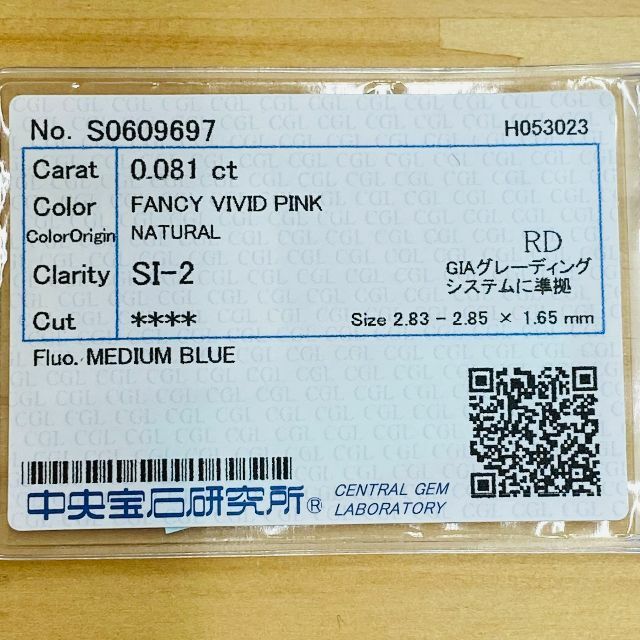 No. S0609697 H053023
Carat 0.081 ct
Color FANCY VIVID PINK
ColorOrigin NATURAL
RD
Clarity SI-2
GIAグレーディング
システムに準拠
Cut ****
Size 2.83 - 2.85 × 1.65 mm
Fluo. MEDIUM BLUE
中央宝石研究所® CENTRAL GEM
LABORATORY